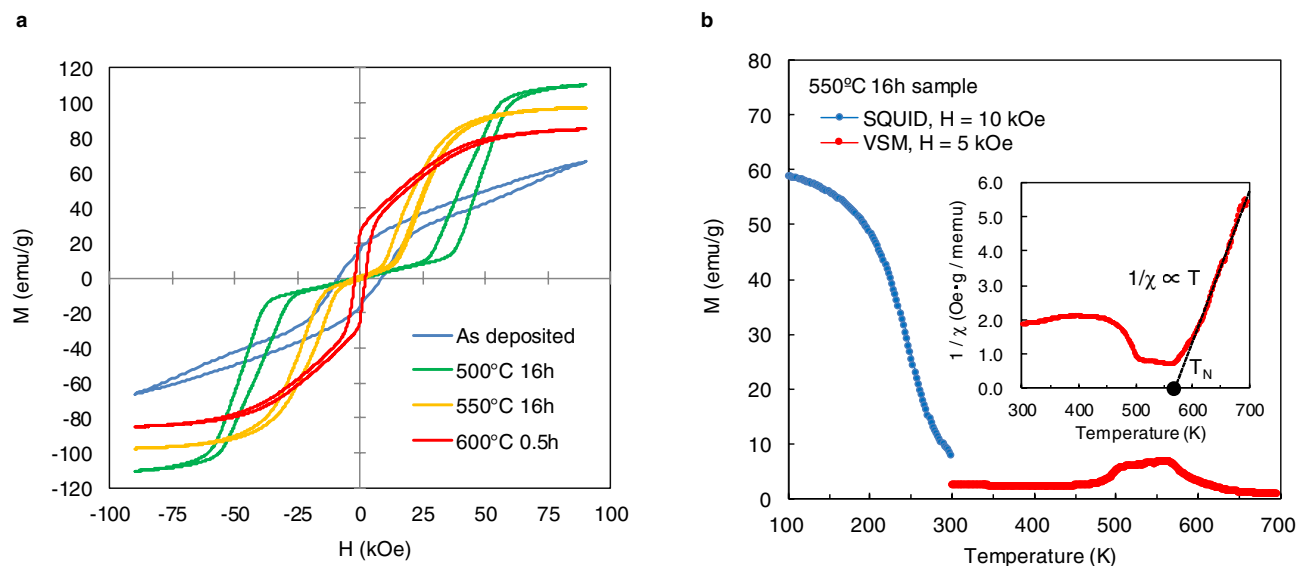 a
120
100
80
60
40
20
0
-20
-40
-60
-80
-100
-120
M (emu/g)
-100 -75 -50 -25 0 25 50 75 100
H (kOe)
As deposited
500°C 16h
550°C 16h
600°C 0.5h
b
80
70
60
50
40
30
20
10
0
M (emu/g)
100 200 300 400 500 600 700
Temperature (K)
550ºC 16h sample
SQUID, H = 10 kOe
VSM, H = 5 kOe
6.0
5.0
4.0
3.0
2.0
1.0
0.0
1 / χ (Oe•g / memu)
1/χ ∝ T
TN
300 400 500 600 700
Temperature (K)